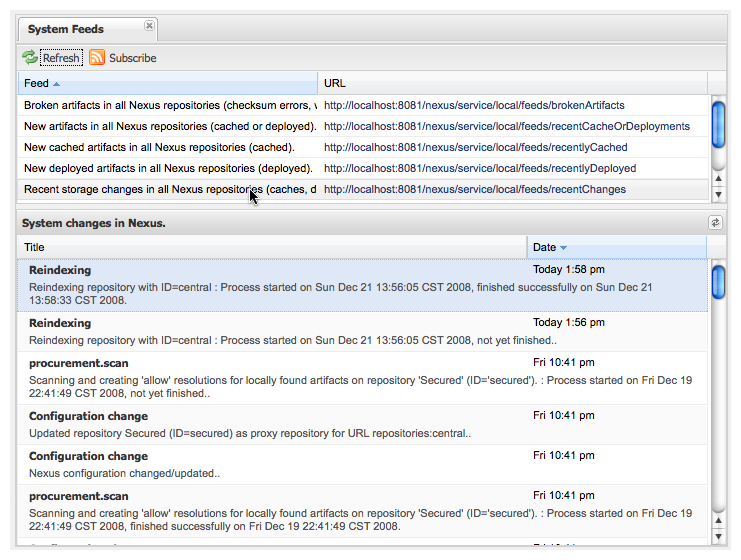 System Feeds
Refresh Subscribe
Feed URL
Broken artifacts in all Nexus repositories (checksum errors, http://localhost:8081/nexus/service/local/feeds/brokenArtifacts
New artifacts in all Nexus repositories (cached or deployed). http://localhost:8081/nexus/service/local/feeds/recentCacheOrDeployments
New cached artifacts in all Nexus repositories (cached). http://localhost:8081/nexus/service/local/feeds/recentlyCached
New deployed artifacts in all Nexus repositories (deployed). http://localhost:8081/nexus/service/local/feeds/recentlyDeployed
Recent storage changes in all Nexus repositories (caches, d http://localhost:8081/nexus/service/local/feeds/recentChanges
System changes in Nexus.
Title Date
Reindexing Today 1:58 pm
Reindexing repository with ID=central : Process started on Sun Dec 21 13:56:05 CST 2008, finished successfully on Sun Dec 21
13:58:33 CST 2008.
Reindexing Today 1:56 pm
Reindexing repository with ID=central : Process started on Sun Dec 21 13:56:05 CST 2008, not yet finished..
procurement.scan Fri 10:41 pm
Scanning and creating 'allow' resolutions for locally found artifacts on repository 'Secured' (ID='secured'). : Process started on Fri Dec 19
22:41:49 CST 2008, not yet finished..
Configuration change Fri 10:41 pm
Updated repository Secured (ID=secured) as proxy repository for URL repositories:central..
Configuration change Fri 10:41 pm
Nexus configuration changed/updated..
procurement.scan Fri 10:41 pm
Scanning and creating 'allow' resolutions for locally found artifacts on repository 'Secured' (ID='secured'). : Process started on Fri Dec 19
22:41:49 CST 2008, finished successfully on Fri Dec 19 22:41:49 CST 2008.